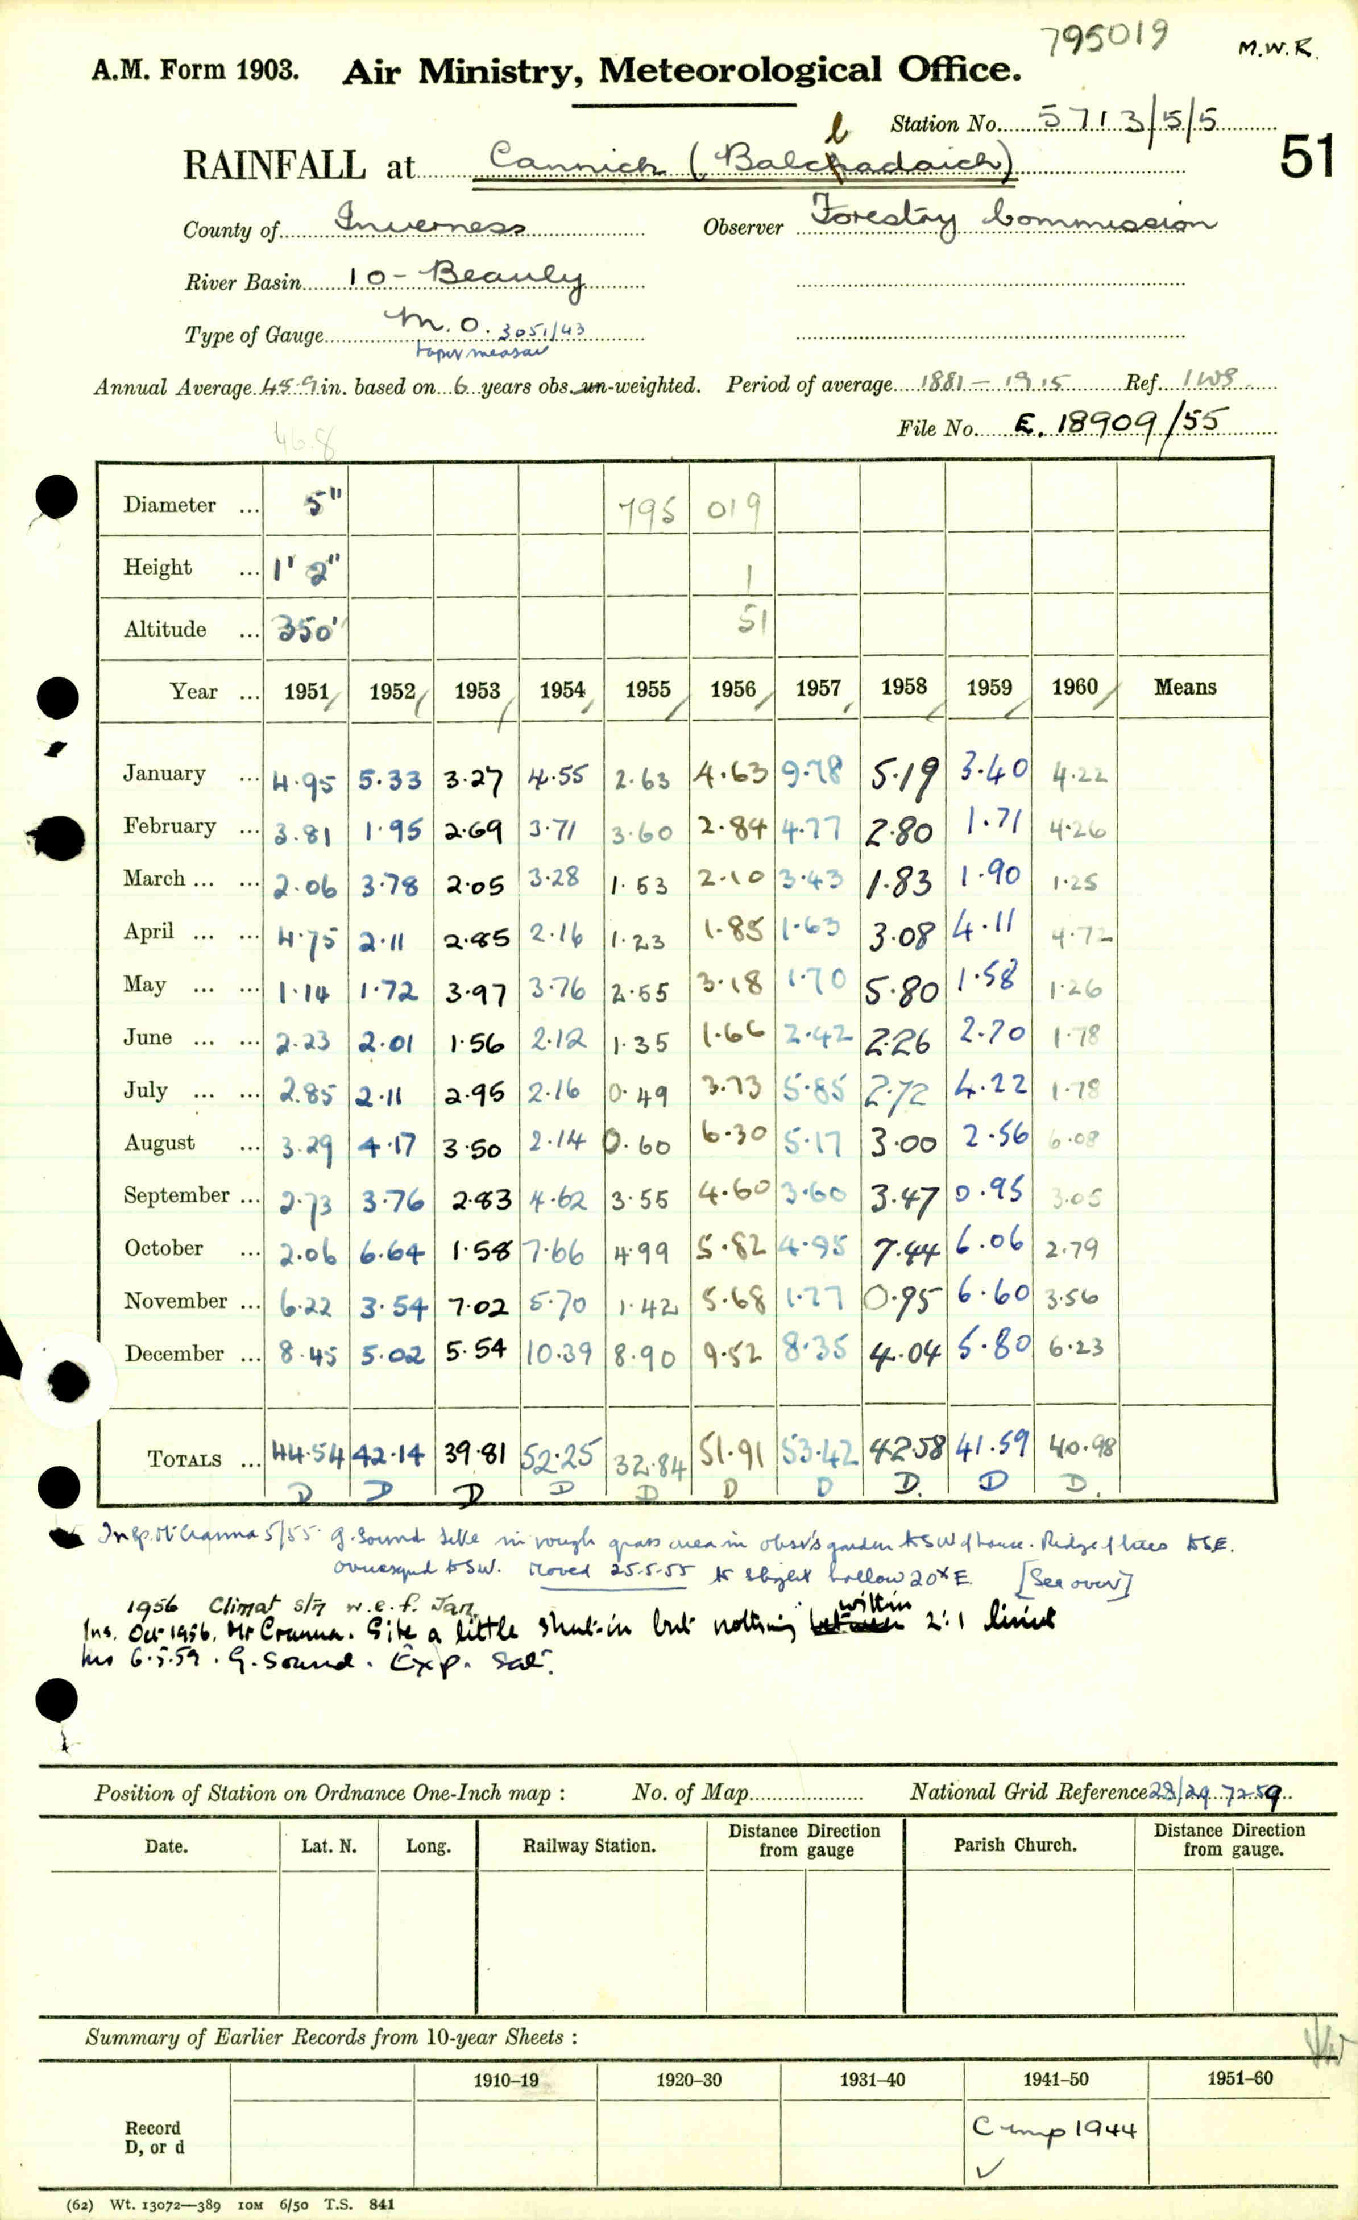 795019
M.W.R.
A.M. Form 1903. Air Ministry, Meteorological Office.
Station No. 5713/5/5
51
RAINFALL at Cannich (Balchadaich)
b
County of Inverness Observer Forestry Commission
River Basin 10 - Beauly
Type of Gauge M.O. 3051/43
taper measure
Annual Average 45.9 in. based on 6 years obs. un-weighted. Period of average 1881 - 1915 Ref.
46.8
File No. E. 18909/55
Diameter ... 5" 795 019
Height ... 1' 2" 1
Altitude ... 350' 51
Year ... 1951 1952 1953 1954 1955 1956 1957 1958 1959 1960 Means
January ... 4.95 5.33 3.27 4.55 2.63 4.63 9.78 5.19 3.40 4.22
February ... 3.81 1.95 2.69 3.71 3.60 2.84 4.77 2.80 1.71 4.26
March ... ... 2.06 3.78 2.05 3.28 1.53 2.10 3.43 1.83 1.90 1.25
April ... ... 4.75 2.11 2.85 2.16 1.23 1.85 1.63 3.08 4.11 4.72
May ... ... 1.14 1.72 3.97 3.76 2.55 3.18 1.70 5.80 1.58 1.26
June ... ... 2.23 2.01 1.56 2.12 1.35 1.66 2.42 2.26 2.70 1.78
July ... ... 2.85 2.11 2.95 2.16 0.49 3.73 5.85 2.72 4.22 1.78
August ... 3.29 4.17 3.50 2.14 0.60 6.30 5.17 3.00 2.56 6.08
September ... 2.73 3.76 2.83 4.62 3.55 4.60 3.60 3.47 0.95 3.05
October ... 2.06 6.64 1.58 7.66 4.99 5.82 4.95 7.44 6.06 2.79
November ... 6.22 3.54 7.02 5.70 1.42 5.68 1.77 0.95 6.60 3.56
December ... 8.45 5.02 5.54 10.39 8.90 9.52 8.35 4.04 5.80 6.23
TOTALS ... 44.54 42.14 39.81 52.25 32.84 51.91 53.42 42.58 41.59 40.98
D D D D D D D D. D D.
Insp. McCranna 5/55 G. Sound Site in rough grass area in obsr's garden to SW of house. Ridge of trees to SE.
to SW. Moved 25.5.55 to slight hollow 20x E. [See over]
1956 Climat s/n w.e.f. Jan.
within
Ins. Oct 1956. Mr Cranna. Site a little shut-in but nothing between 2:1 limit
Ins 6.5.59. G. Sound. Exp. Sat.
Position of Station on Ordnance One-Inch map : No. of Map National Grid Reference 28/29 72.59
Date. Lat. N. Long. Railway Station. Distance from Direction gauge Parish Church. Distance from Direction gauge.
Summary of Earlier Records from 10-year Sheets :
1910-19 1920-30 1931-40 1941-50 1951-60
Record
D, or d
Comp 1944
✓
(62) Wt. 13072—389 10M 6/50 T.S. 841